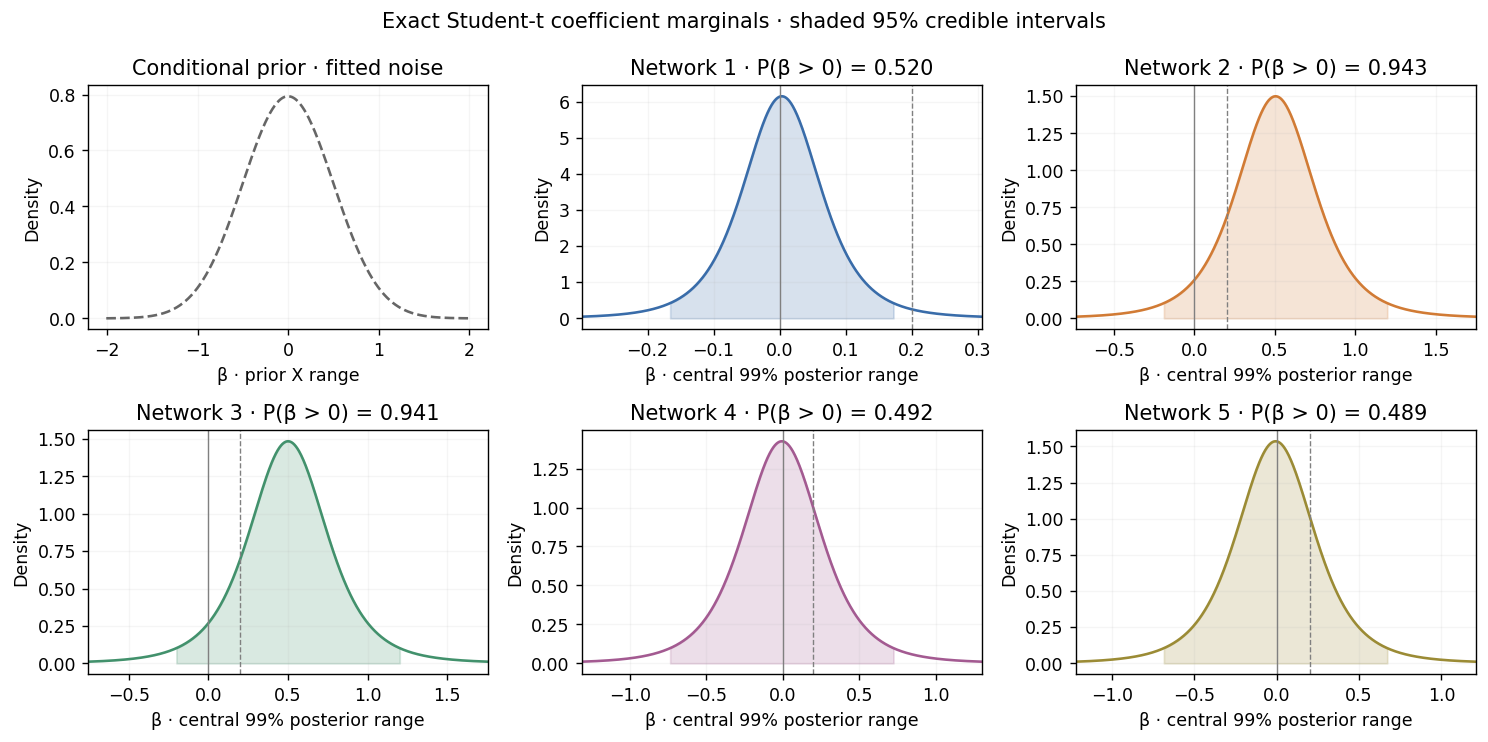 Exact Student-t coefficient marginals · shaded 95% credible intervals
Conditional prior · fitted noise
Density
0.8
0.6
0.4
0.2
0.0
−2 −1 0 1 2
β · prior X range
Network 1 · P(β > 0) = 0.520
Density
6
5
4
3
2
1
0
−0.2 −0.1 0.0 0.1 0.2 0.3
β · central 99% posterior range
Network 2 · P(β > 0) = 0.943
Density
1.50
1.25
1.00
0.75
0.50
0.25
0.00
−0.5 0.0 0.5 1.0 1.5
β · central 99% posterior range
Network 3 · P(β > 0) = 0.941
Density
1.50
1.25
1.00
0.75
0.50
0.25
0.00
−0.5 0.0 0.5 1.0 1.5
β · central 99% posterior range
Network 4 · P(β > 0) = 0.492
Density
1.25
1.00
0.75
0.50
0.25
0.00
−1.0 −0.5 0.0 0.5 1.0
β · central 99% posterior range
Network 5 · P(β > 0) = 0.489
Density
1.50
1.25
1.00
0.75
0.50
0.25
0.00
−1.0 −0.5 0.0 0.5 1.0
β · central 99% posterior range